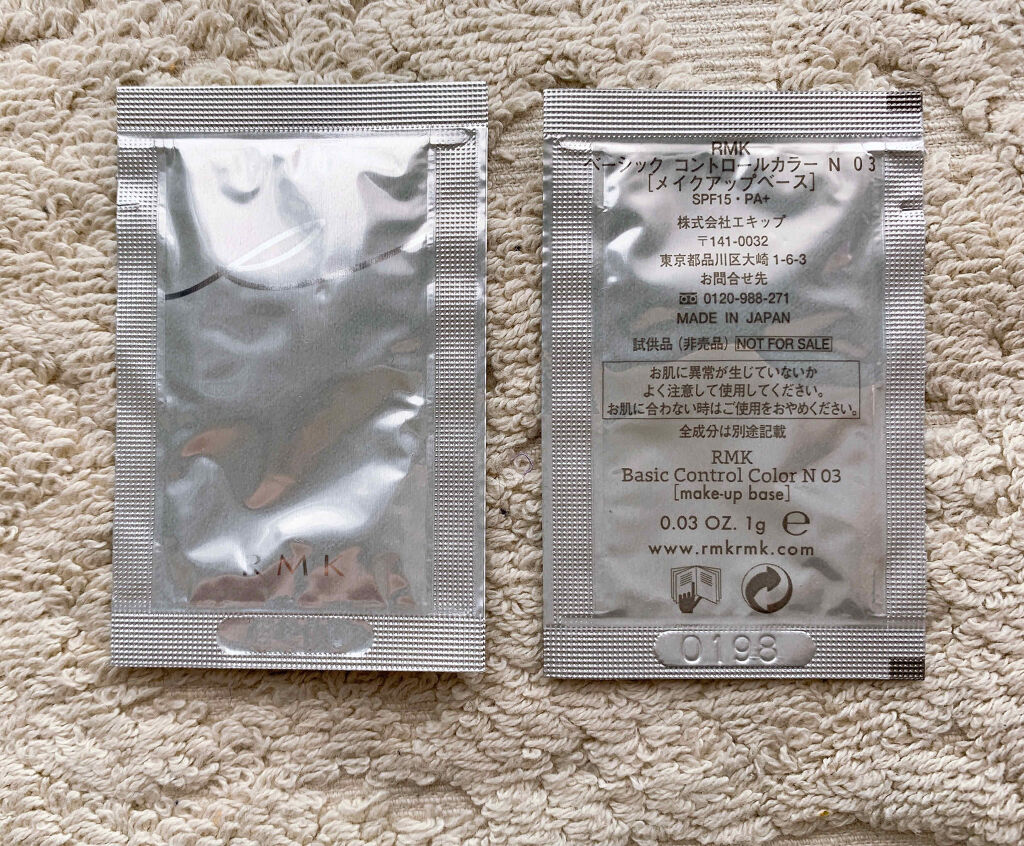 RMK
RMK
ベーシック コントロールカラー N 03
[メイクアップベース]
SPF15・PA+
株式会社エキップ
〒141-0032
東京都品川区大崎 1-6-3
お問合せ先
0120-988-271
MADE IN JAPAN
試供品 (非売品) NOT FOR SALE
お肌に異常が生じていないか
よく注意して使用してください。
お肌に合わない時はご使用をおやめください。
全成分は別途記載
RMK
Basic Control Color N 03
[make-up base]
0.03 OZ. 1g ℮
www.rmkrmk.com
0198